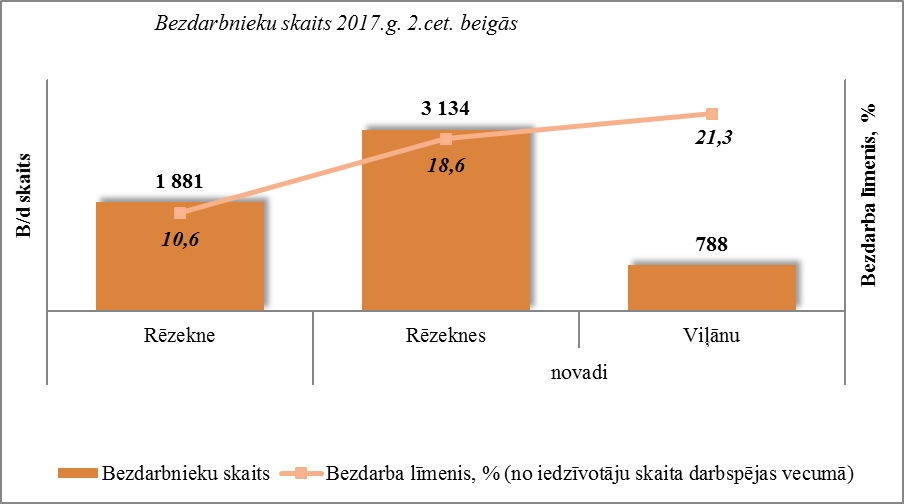 Bezdarbnieku skaits 2017.g. 2.cet. beigās
B/d skaits
Bezdarba līmenis, %
3 134
1 881
788
18,6
21,3
10,6
Rēzekne
Rēzeknes
Viļānu
novadi
Bezdarbnieku skaits
Bezdarba līmenis, % (no iedzīvotāju skaita darbspējas vecumā)